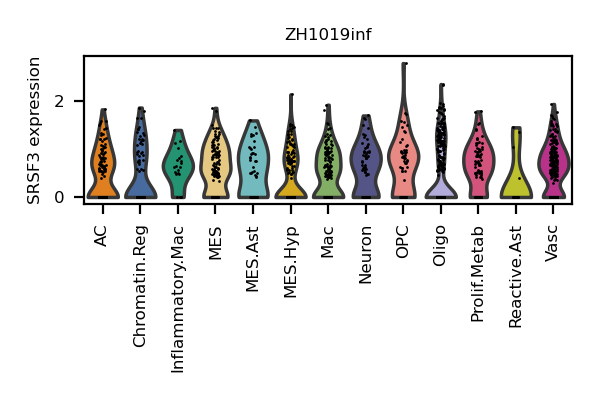 ZH1019inf
SRSF3 expression
2
0
AC
Chromatin.Reg
Inflammatory.Mac
MES
MES.Ast
MES.Hyp
Mac
Neuron
OPC
Oligo
Prolif.Metab
Reactive.Ast
Vasc